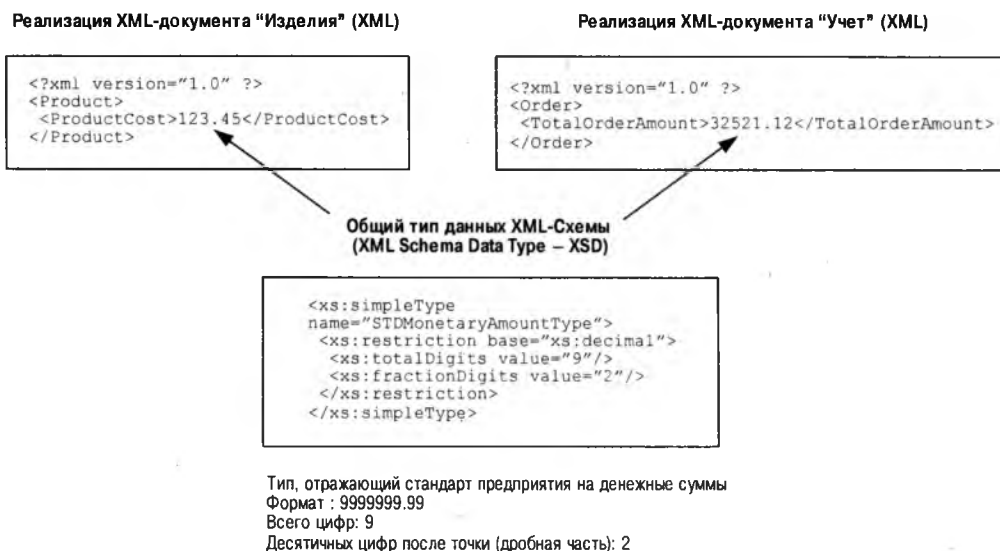 Реализация XML-документа “Изделия” (XML)
Реализация XML-документа “Учет” (XML)
<?xml version="1.0" ?>
<Product>
<ProductCost>123.45</ProductCost>
</Product>
<?xml version="1.0" ?>
<Order>
<TotalOrderAmount>32521.12</TotalOrderAmount>
</Order>
Общий тип данных XML-Схемы
(XML Schema Data Type – XSD)
<xs:simpleType
name="STDMonetaryAmountType">
<xs:restriction base="xs:decimal">
<xs:totalDigits value="9"/>
<xs:fractionDigits value="2"/>
</xs:restriction>
</xs:simpleType>
Тип, отражающий стандарт предприятия на денежные суммы
Формат : 9999999.99
Всего цифр: 9
Десятичных цифр после точки (дробная часть): 2